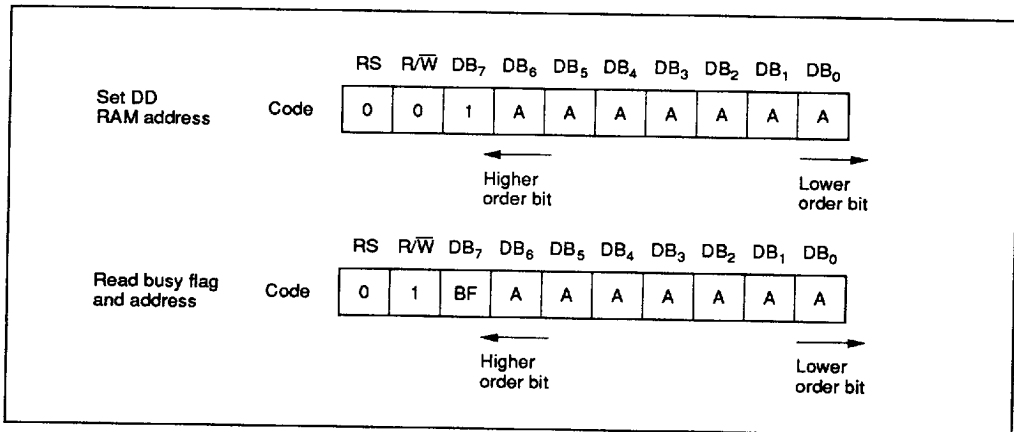 RS R/W̅ DB₇ DB₆ DB₅ DB₄ DB₃ DB₂ DB₁ DB₀
Set DD
RAM address
Code 0 0 1 A A A A A A A
Higher
order bit
Lower
order bit
RS R/W̅ DB₇ DB₆ DB₅ DB₄ DB₃ DB₂ DB₁ DB₀
Read busy flag
and address
Code 0 1 BF A A A A A A A
Higher
order bit
Lower
order bit